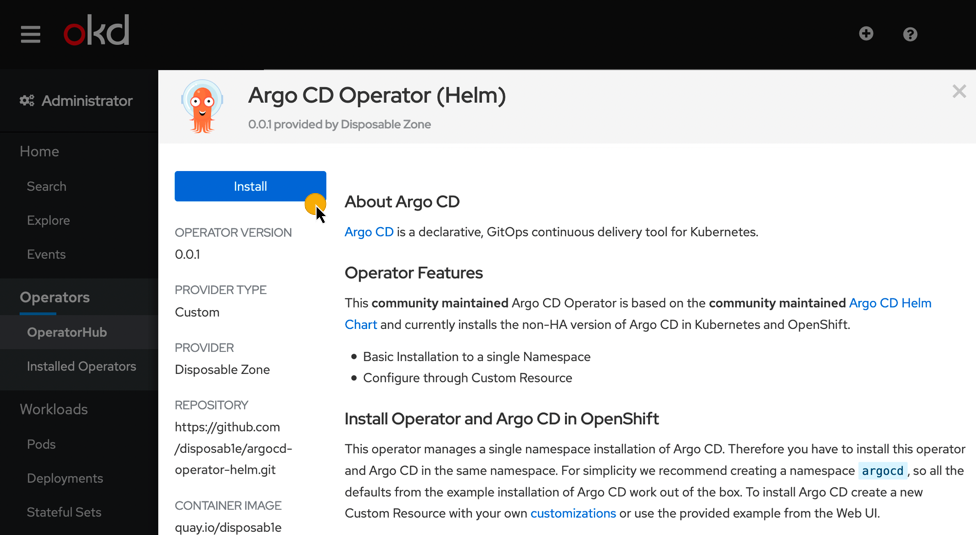 okd
Administrator
Home
Search
Explore
Events
Operators
OperatorHub
Installed Operators
Workloads
Pods
Deployments
Stateful Sets
Argo CD Operator (Helm)
0.0.1 provided by Disposable Zone
Install
OPERATOR VERSION
0.0.1
PROVIDER TYPE
Custom
PROVIDER
Disposable Zone
REPOSITORY
https://github.com
/disposab1e/argocd-
operator-helm.git
CONTAINER IMAGE
quay.io/disposab1e
About Argo CD
Argo CD is a declarative, GitOps continuous delivery tool for Kubernetes.
Operator Features
This community maintained Argo CD Operator is based on the community maintained Argo CD Helm
Chart and currently installs the non-HA version of Argo CD in Kubernetes and OpenShift.
• Basic Installation to a single Namespace
• Configure through Custom Resource
Install Operator and Argo CD in OpenShift
This operator manages a single namespace installation of Argo CD. Therefore you have to install this operator
and Argo CD in the same namespace. For simplicity we recommend creating a namespace argocd, so all the
defaults from the example installation of Argo CD work out of the box. To install Argo CD create a new
Custom Resource with your own customizations or use the provided example from the Web UI.